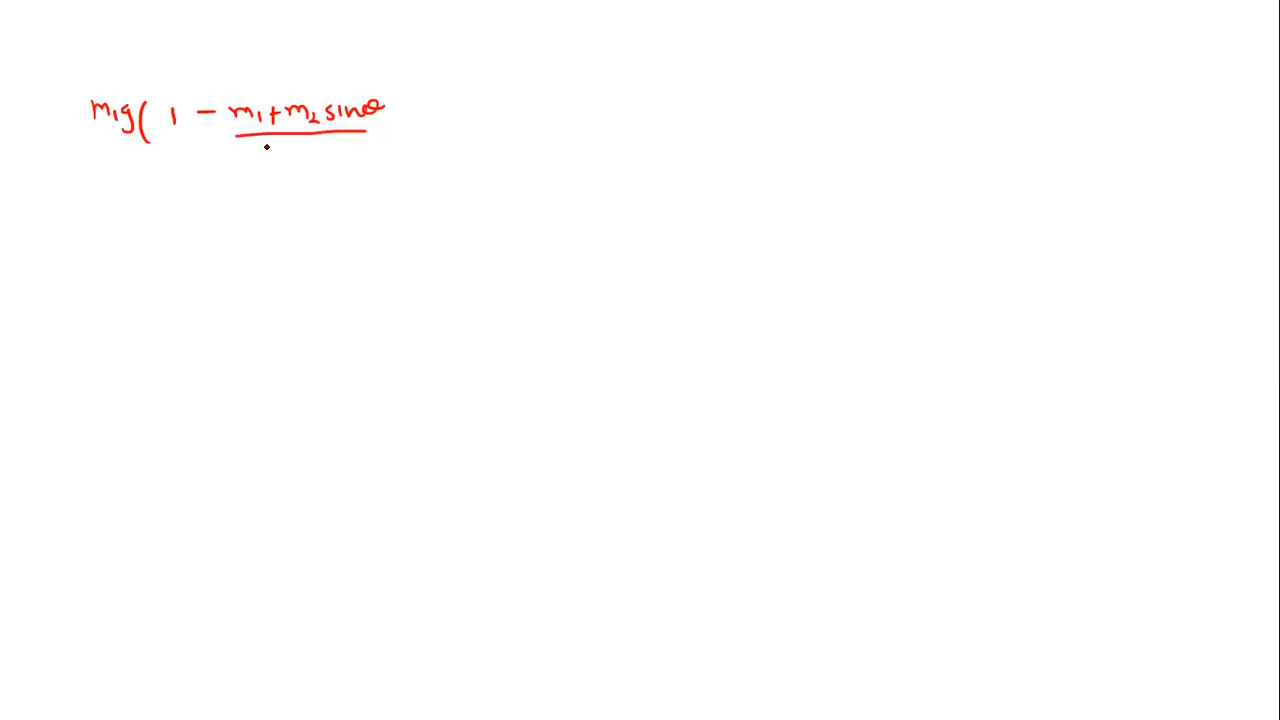 m₁g( 1 - m₁+m₂ sinθ